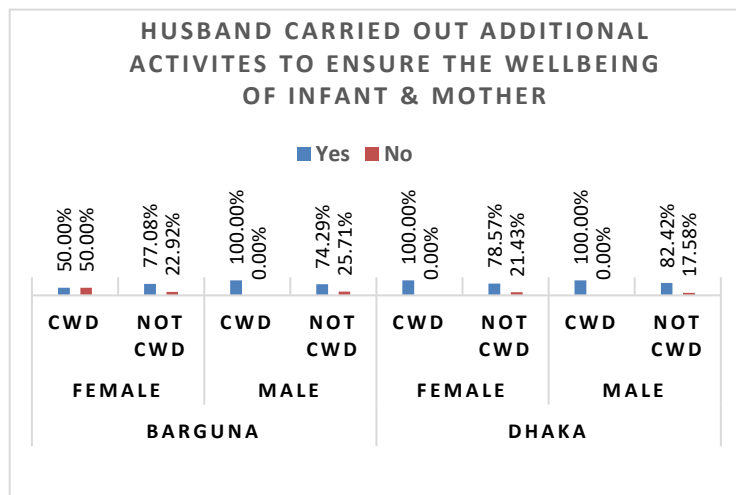 HUSBAND CARRIED OUT ADDITIONAL
ACTIVITES TO ENSURE THE WELLBEING
OF INFANT & MOTHER
Yes No
50.00% 50.00% 77.08% 22.92% 100.00% 0.00% 74.29% 25.71% 100.00% 0.00% 78.57% 21.43% 100.00% 0.00% 82.42% 17.58%
CWD NOT CWD NOT CWD NOT CWD NOT
CWD CWD CWD CWD
FEMALE MALE FEMALE MALE
BARGUNA DHAKA